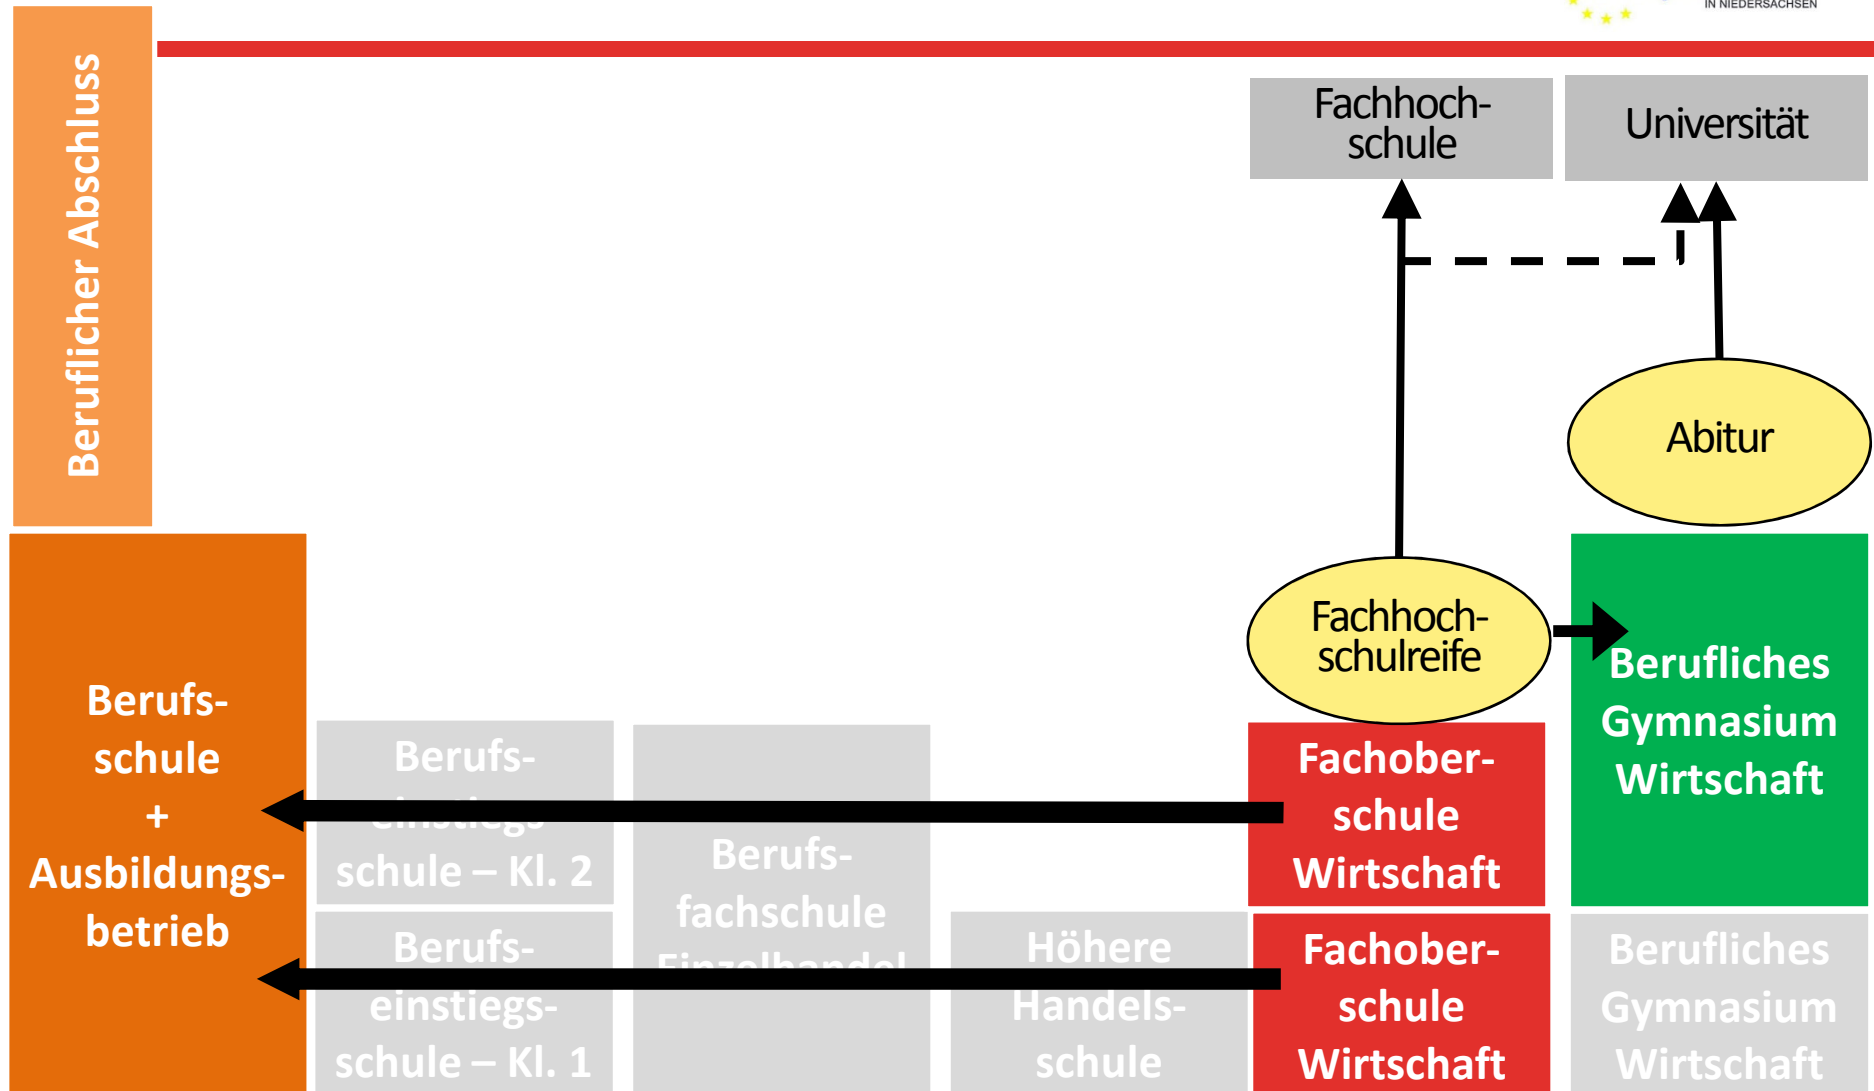 IN NIEDERSACHSEN
Beruflicher Abschluss
Fachhoch-
schule
Universität
Abitur
Fachhoch-
schulreife
Berufs-
schule
+
Ausbildungs-
betrieb
Berufs-
einstiegs
schule – Kl. 2
Berufs-
fachschule
Einzelhandel
Fachober-
schule
Wirtschaft
Berufliches
Gymnasium
Wirtschaft
Berufs-
einstiegs-
schule – Kl. 1
Höhere
Handels-
schule
Fachober-
schule
Wirtschaft
Berufliches
Gymnasium
Wirtschaft